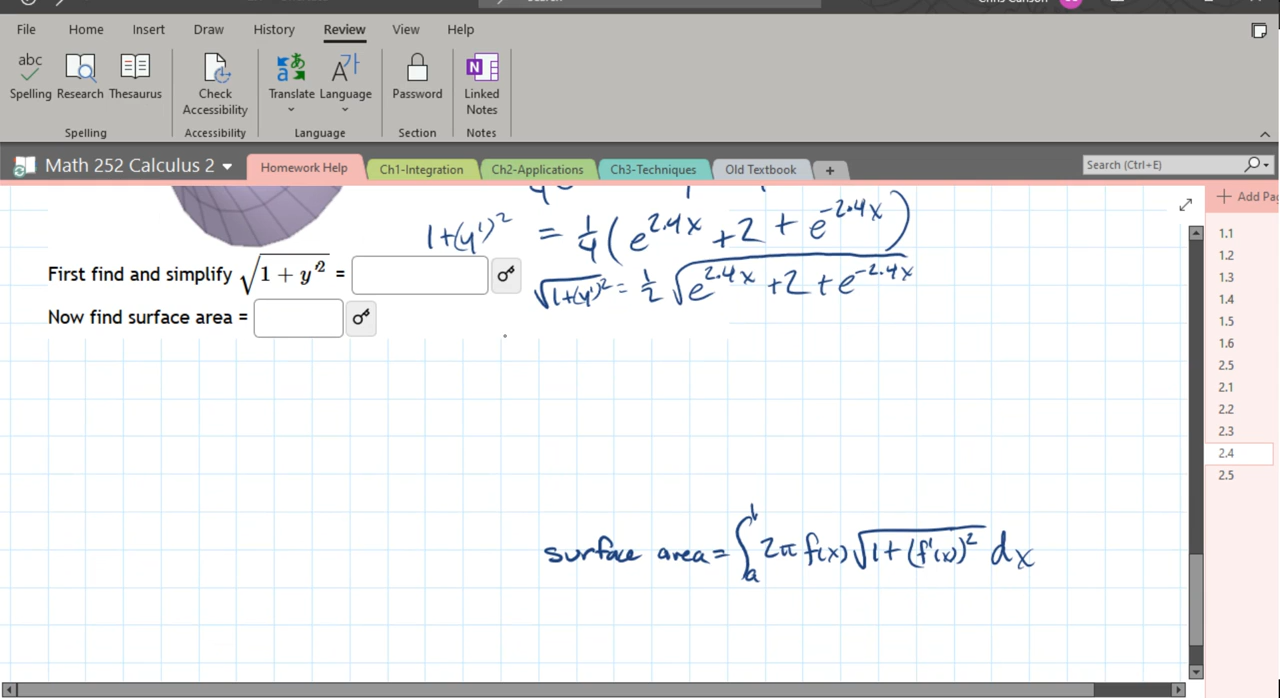 File Home Insert Draw History Review View Help
abc
Spelling Research Thesaurus Check Accessibility Translate Language Password Linked Notes
Spelling Accessibility Language Section Notes
Math 252 Calculus 2 Homework Help Ch1-Integration Ch2-Applications Ch3-Techniques Old Textbook + Search (Ctrl+E)
+ Add Pag
1+(y')² = ¼(e^2.4x + 2 + e^-2.4x)
First find and simplify √(1 + y'²) =
√(1+(y')²) = ½ √(e^2.4x + 2 + e^-2.4x)
Now find surface area =
surface area = ∫_a^b 2π f(x) √(1+(f'(x))²) dx
1.1
1.2
1.3
1.4
1.5
1.6
2.5
2.1
2.2
2.3
2.4
2.5